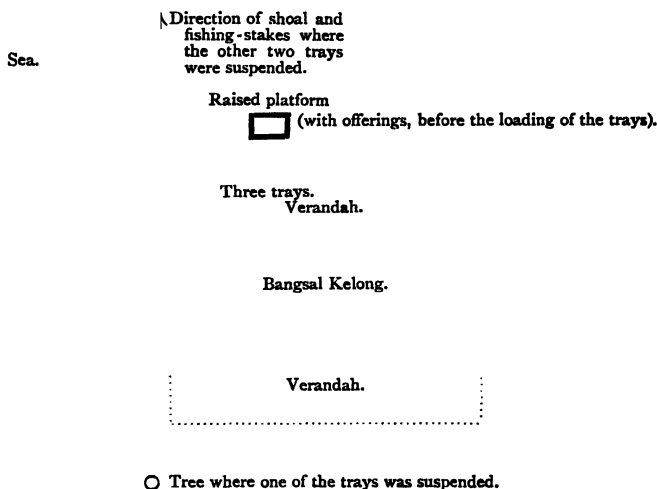 Direction of shoal and
fishing-stakes where
the other two trays
were suspended.
Sea.
Raised platform
(with offerings, before the loading of the trays).
Three trays.
Verandah.
Bangsal Kelong.
Verandah.
Tree where one of the trays was suspended.